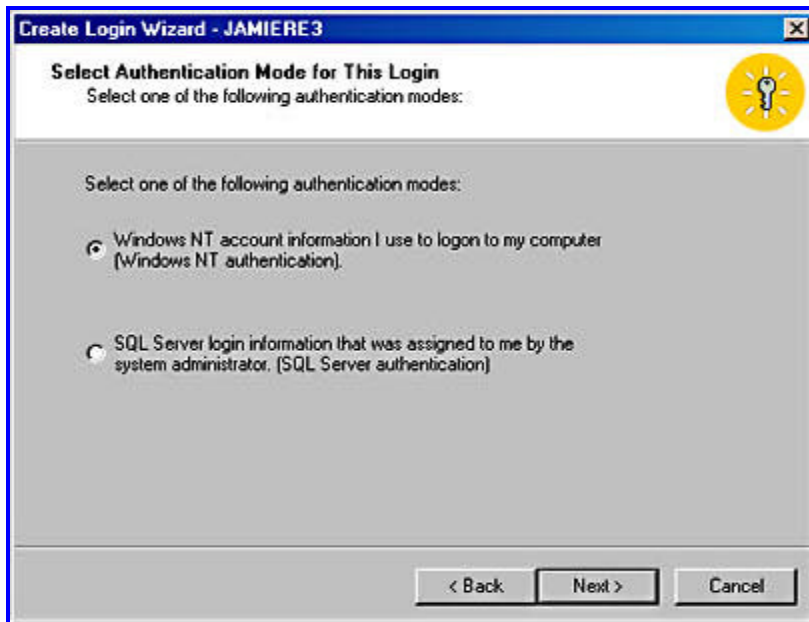 Create Login Wizard - JAMIERE3
Select Authentication Mode for This Login
Select one of the following authentication modes:
Select one of the following authentication modes:
Windows NT account information I use to logon to my computer
(Windows NT authentication).
SQL Server login information that was assigned to me by the
system administrator. (SQL Server authentication)
< Back
Next >
Cancel